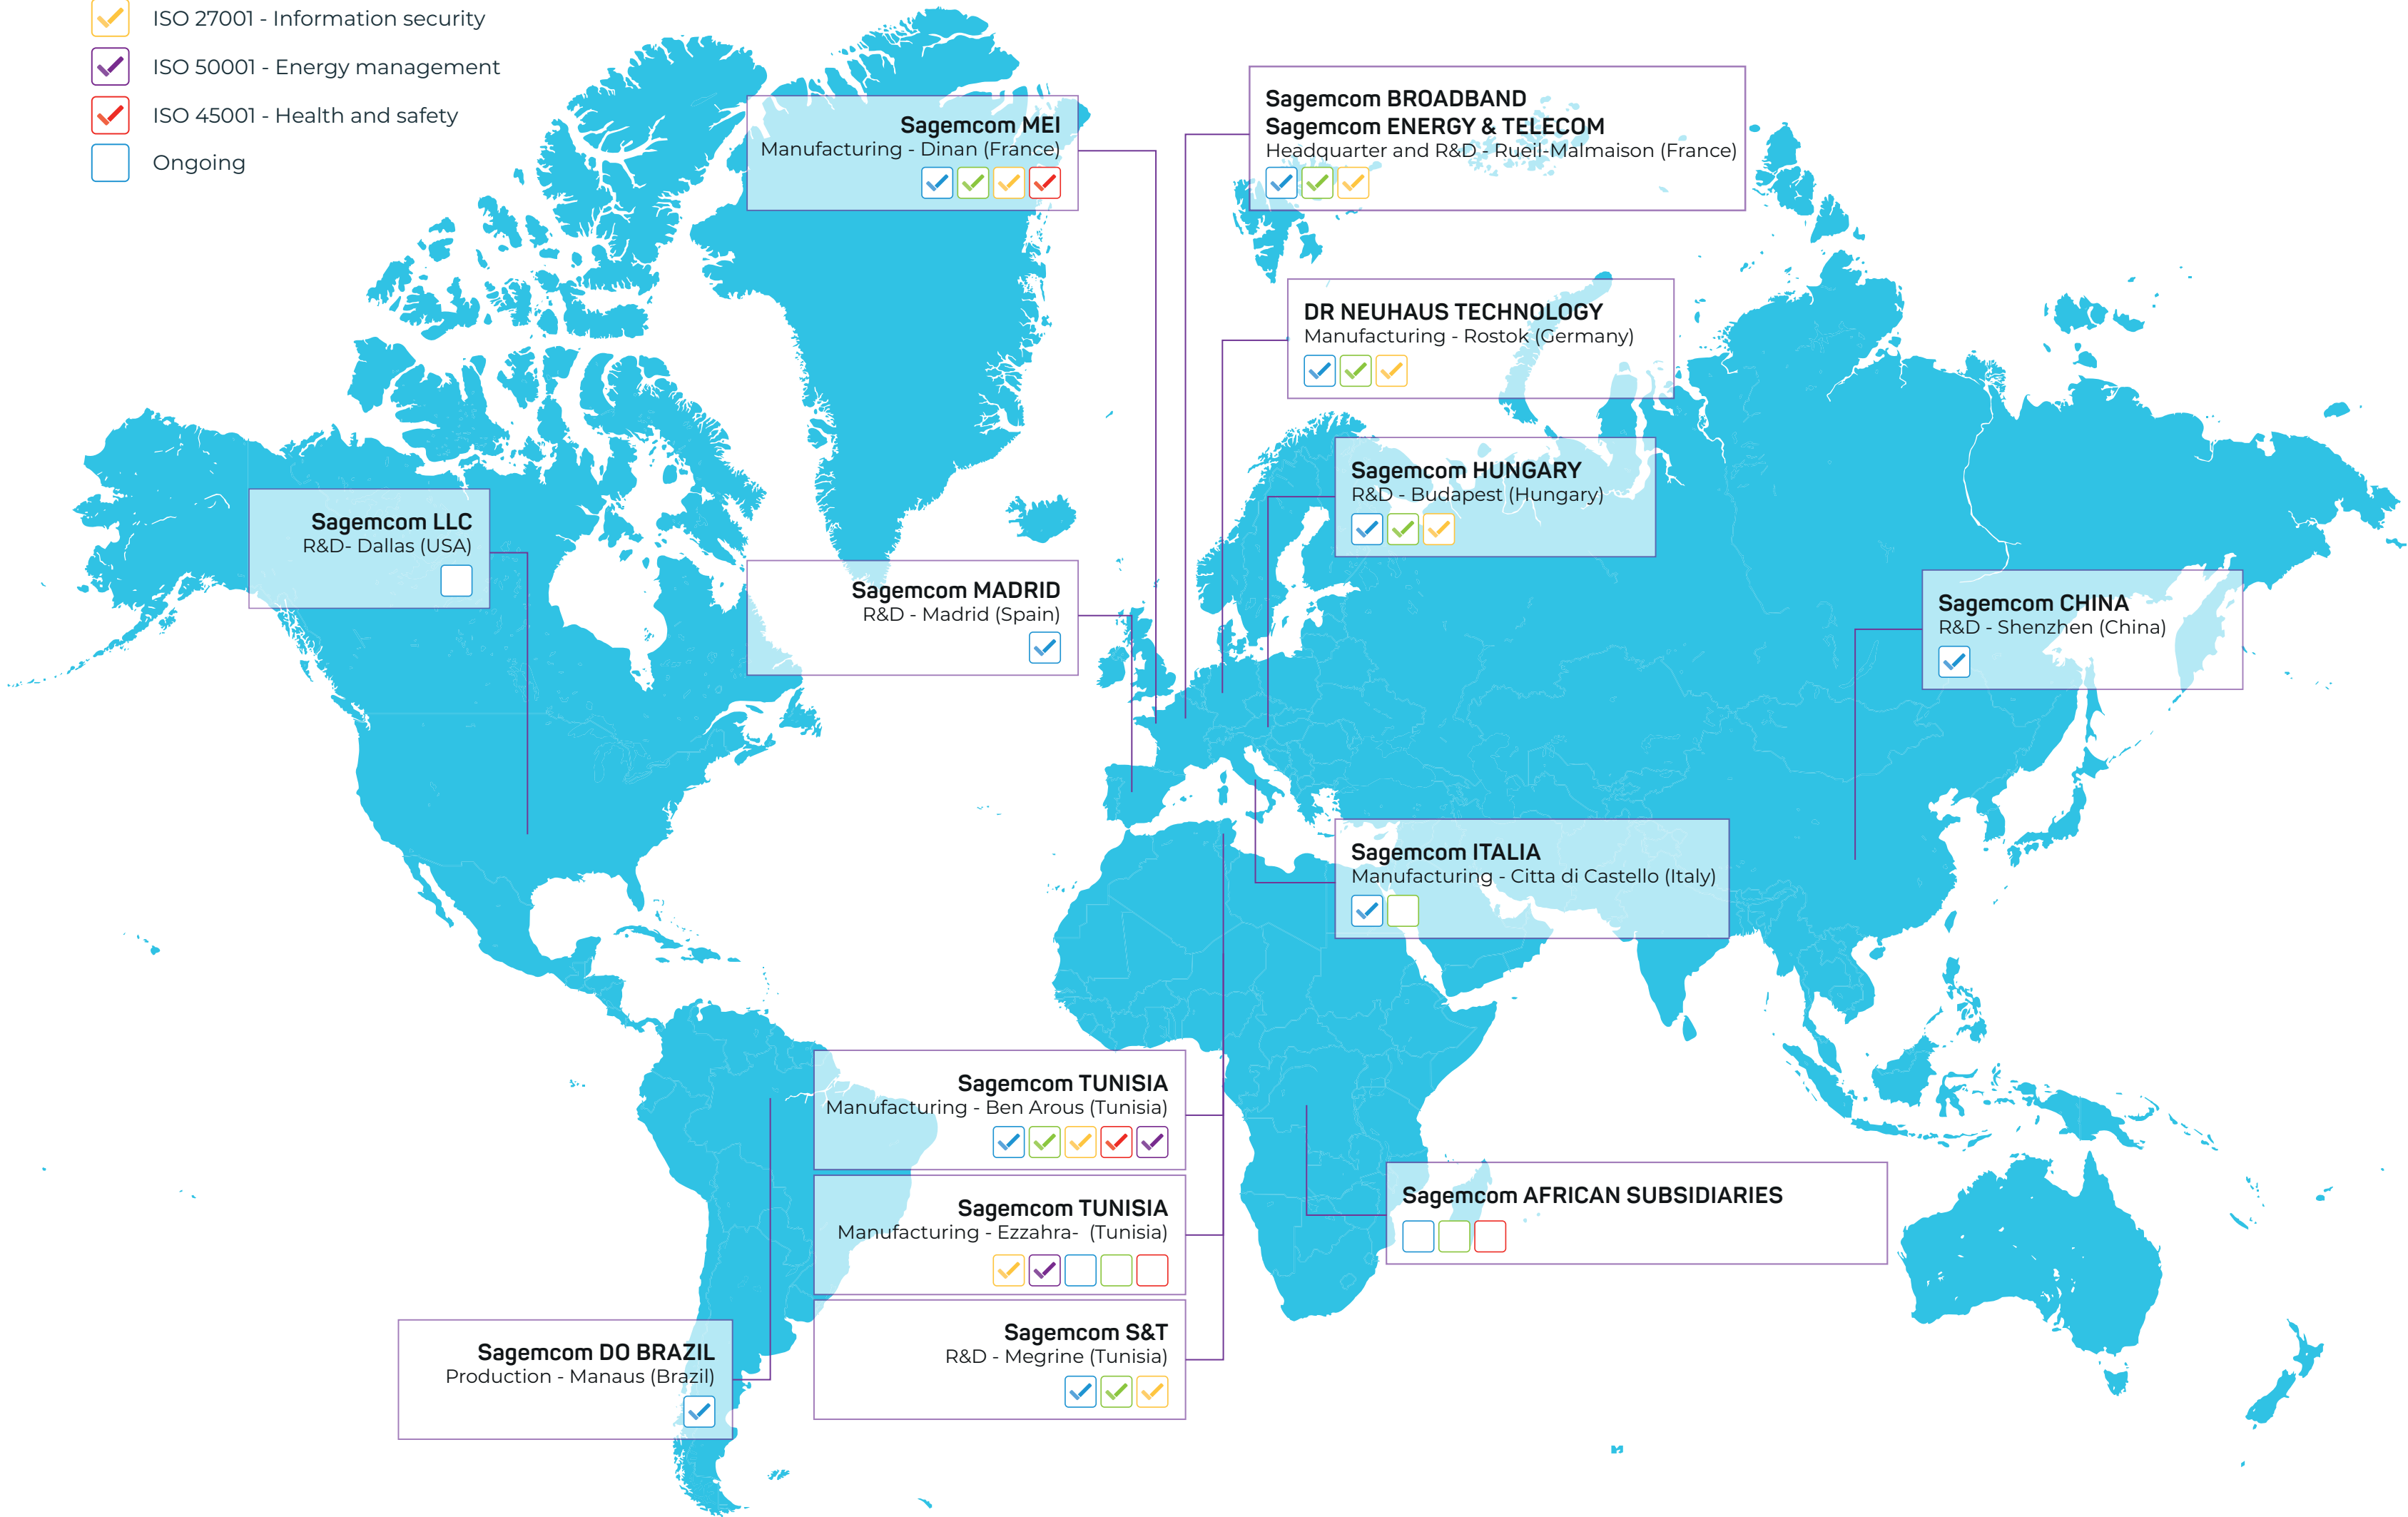 ISO 27001 - Information security
ISO 50001 - Energy management
ISO 45001 - Health and safety
Ongoing
Sagemcom MEI
Manufacturing - Dinan (France)
Sagemcom BROADBAND
Sagemcom ENERGY & TELECOM
Headquarter and R&D - Rueil-Malmaison (France)
DR NEUHAUS TECHNOLOGY
Manufacturing - Rostok (Germany)
Sagemcom HUNGARY
R&D - Budapest (Hungary)
Sagemcom LLC
R&D- Dallas (USA)
Sagemcom MADRID
R&D - Madrid (Spain)
Sagemcom CHINA
R&D - Shenzhen (China)
Sagemcom ITALIA
Manufacturing - Citta di Castello (Italy)
Sagemcom TUNISIA
Manufacturing - Ben Arous (Tunisia)
Sagemcom TUNISIA
Manufacturing - Ezzahra- (Tunisia)
Sagemcom AFRICAN SUBSIDIARIES
Sagemcom S&T
R&D - Megrine (Tunisia)
Sagemcom DO BRAZIL
Production - Manaus (Brazil)